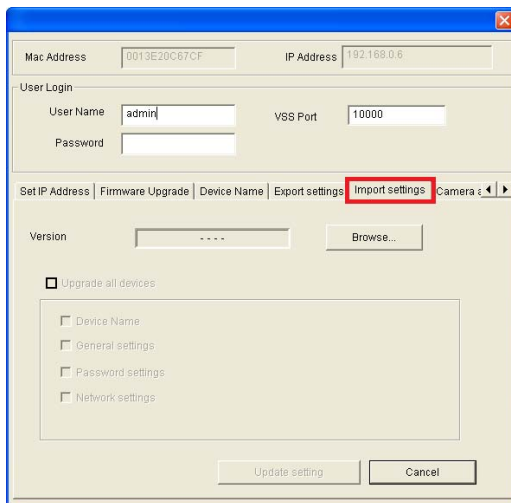 Mac Address 0013E20C67CF IP Address 192.168.0.6
User Login
User Name admin VSS Port 10000
Password
Set IP Address Firmware Upgrade Device Name Export settings Import settings Camera
Version ---- Browse...
Upgrade all devices
Device Name
General settings
Password settings
Network settings
Update setting Cancel